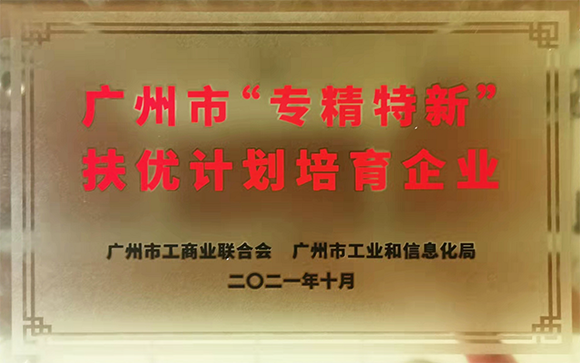 广州市“专精特新”
扶优计划培育企业
广州市工商业联合会 广州市工业和信息化局
二〇二一年十月